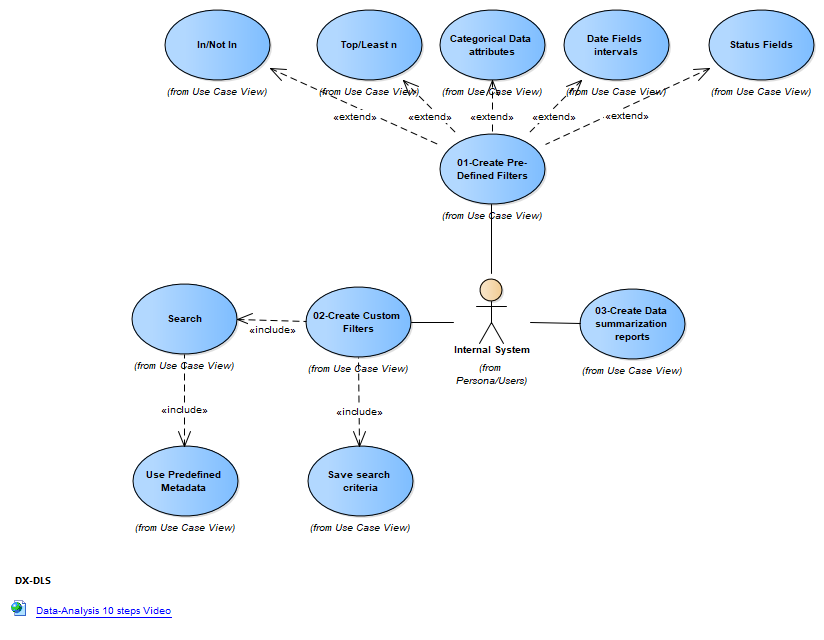 In/Not In
Top/Least n
Categorical Data
attributes
Date Fields
intervals
Status Fields
(from Use Case View)
(from Use Case View)
(from Use Case View)
(from Use Case View)
(from Use Case View)
«extend»
«extend»
«extend»
«extend»
«extend»
01-Create Pre-
Defined Filters
(from Use Case View)
Search
(from Use Case View)
«include»
02-Create Custom
Filters
(from Use Case View)
Internal System
(from
Persona/Users)
03-Create Data
summarization
reports
(from Use Case View)
«include»
«include»
Use Predefined
Metadata
(from Use Case View)
Save search
criteria
(from Use Case View)
DX-DLS
Data-Analysis 10 steps Video